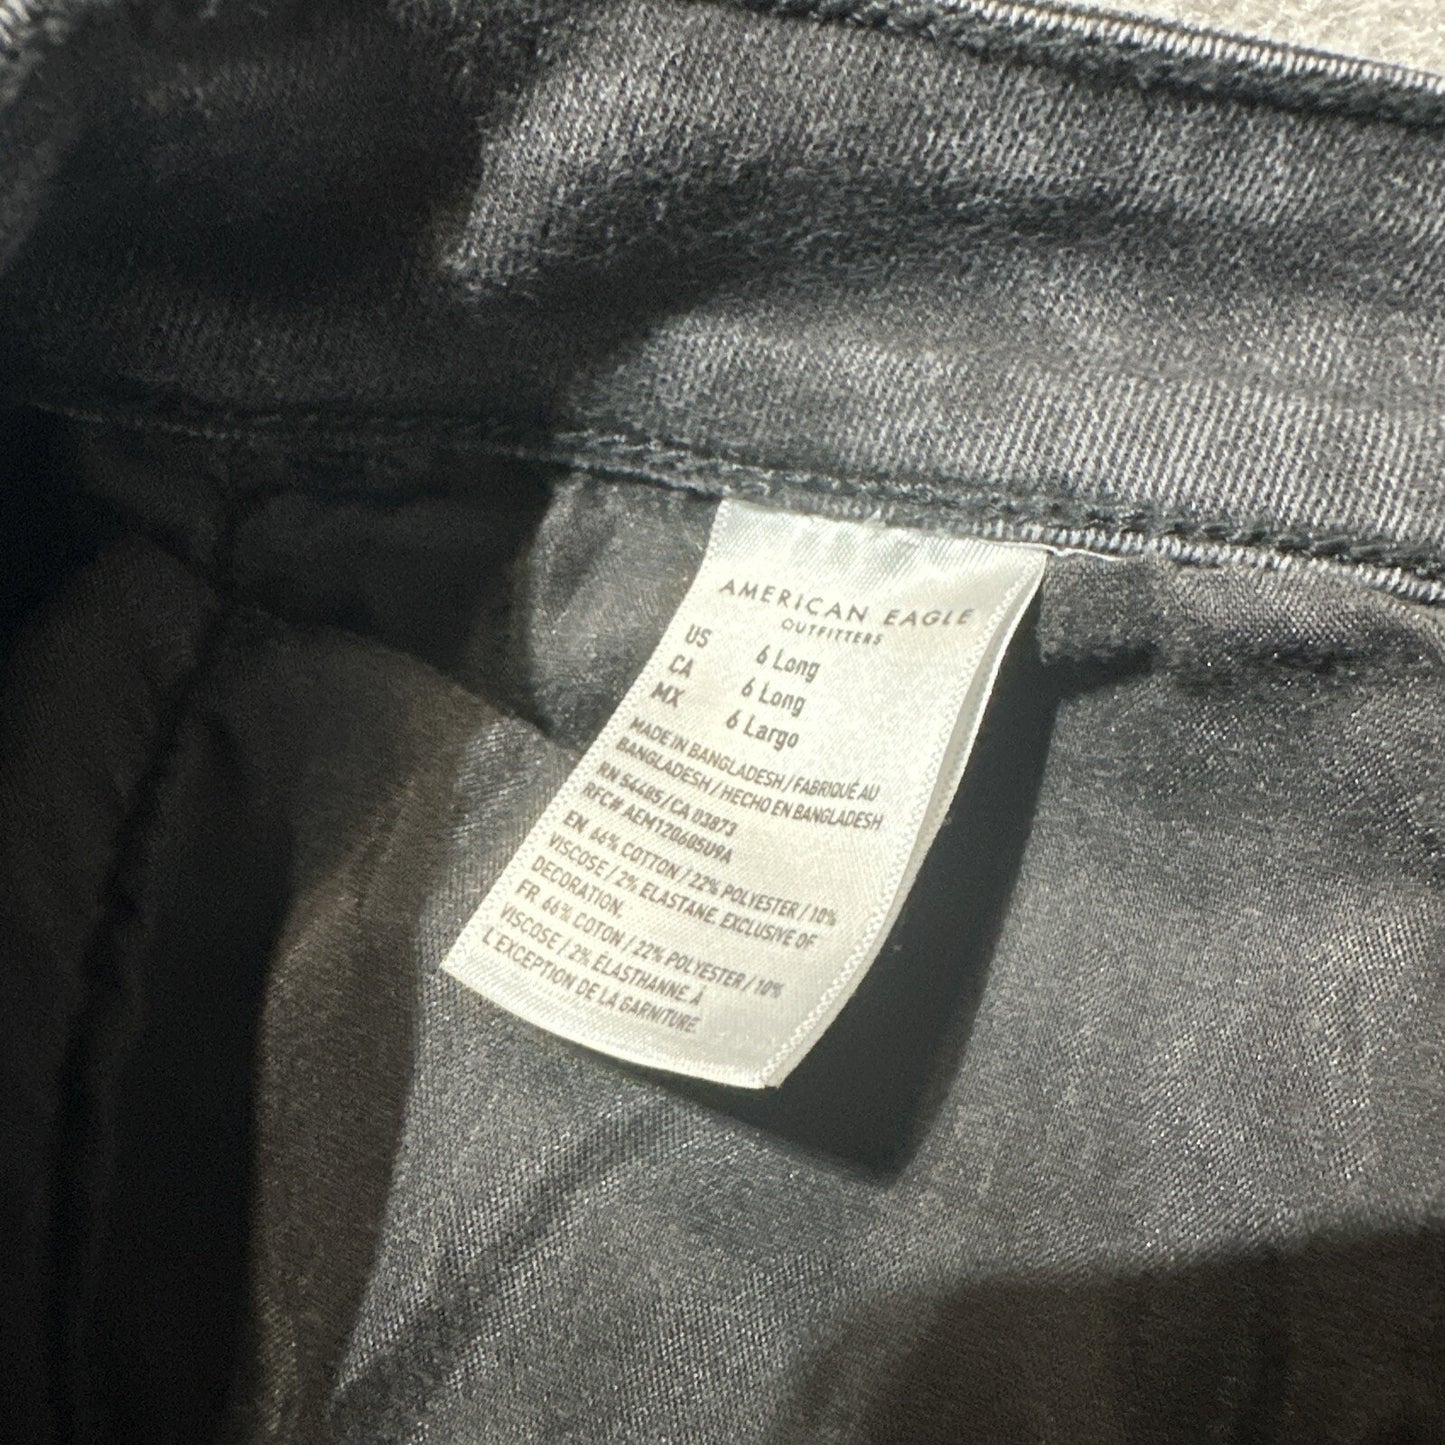 AMERICAN EAGLE
OUTFITTERS
US 6 Long
CA 6 Long
MX 6 Largo
MADE IN BANGLADESH / FABRIQUÉ AU
BANGLADESH / HECHO EN BANGLADESH
RN 54485 / CA 03873
RFC# AEM120605U9A
EN 66% COTTON / 22% POLYESTER / 10%
VISCOSE / 2% ELASTANE. EXCLUSIVE OF
DECORATION.
FR 66% COTON / 22% POLYESTER / 10%
VISCOSE / 2% ELASTHANNE. À
L'EXCEPTION DE LA GARNITURE.